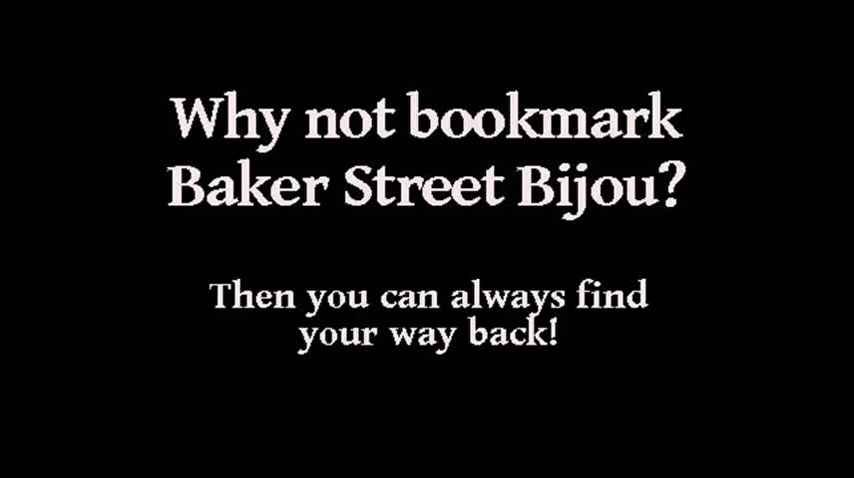 Why not bookmark
Baker Street Bijou?
Then you can always find
your way back!